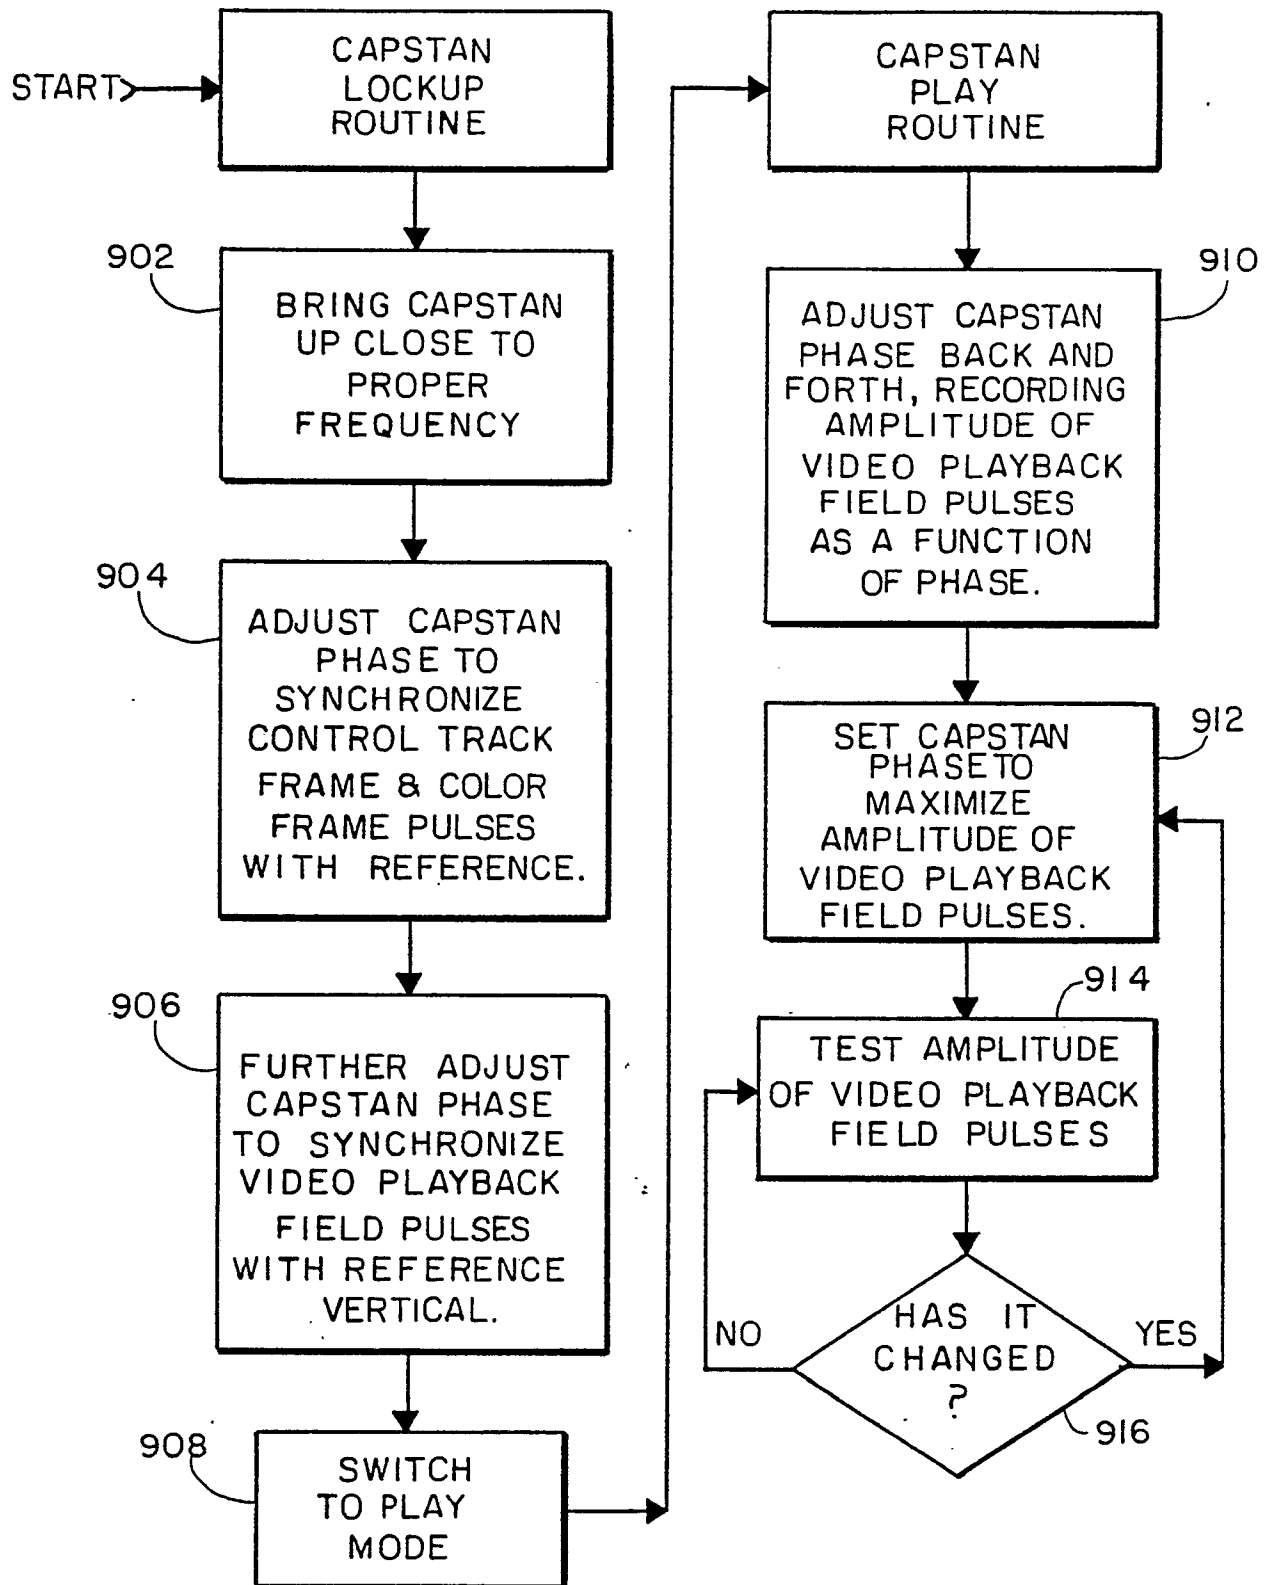 START
CAPSTAN
LOCKUP
ROUTINE
902
BRING CAPSTAN
UP CLOSE TO
PROPER
FREQUENCY
904
ADJUST CAPSTAN
PHASE TO
SYNCHRONIZE
CONTROL TRACK
FRAME & COLOR
FRAME PULSES
WITH REFERENCE.
906
FURTHER ADJUST
CAPSTAN PHASE
TO SYNCHRONIZE
VIDEO PLAYBACK
FIELD PULSES
WITH REFERENCE
VERTICAL.
908
SWITCH
TO PLAY
MODE
CAPSTAN
PLAY
ROUTINE
910
ADJUST CAPSTAN
PHASE BACK AND
FORTH, RECORDING
AMPLITUDE OF
VIDEO PLAYBACK
FIELD PULSES
AS A FUNCTION
OF PHASE.
912
SET CAPSTAN
PHASE TO
MAXIMIZE
AMPLITUDE OF
VIDEO PLAYBACK
FIELD PULSES.
914
TEST AMPLITUDE
OF VIDEO PLAYBACK
FIELD PULSES
HAS IT
CHANGED
?
NO
YES
916